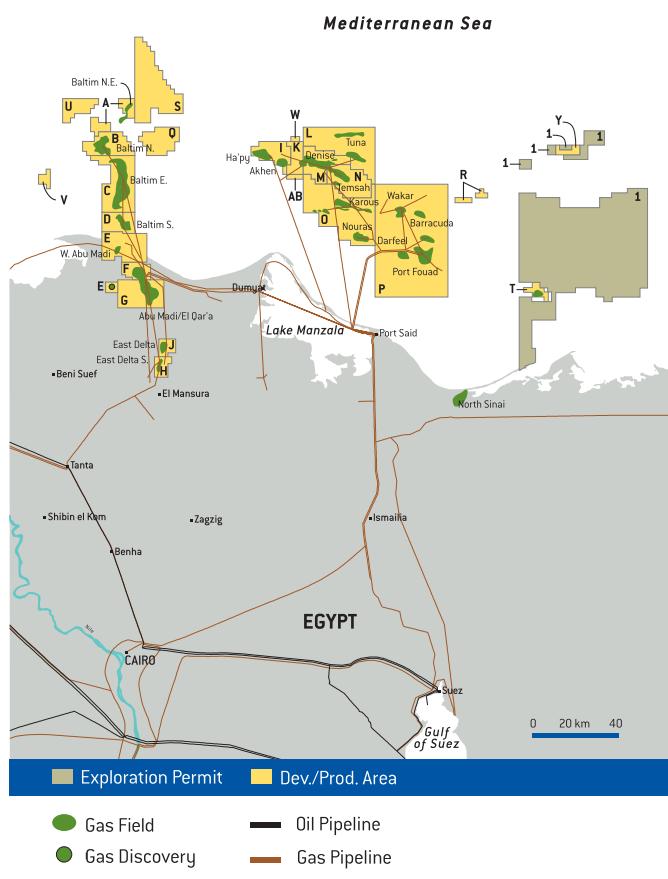 Mediterranean Sea
Baltim N.E.
A
U
S
W
Y
1
1
1
B
Q
Baltim N.
L
I
K
Tuna
Ha'py
Denise
Akhen
M
N
1
R
V
Baltim E.
C
AB
Temsah
Wakar
1
Karous
D
Baltim S.
O
Barracuda
Nouras
E
W. Abu Madi
Darfeel
F
Port Fouad
E
G
Dumyat
P
T
Abu Madi/El Qar'a
Lake Manzala
Port Said
East Delta
J
East Delta S.
H
Beni Suef
El Mansura
North Sinai
Tanta
Shibin el Kom
Zagzig
Ismailia
Benha
Nile
EGYPT
CAIRO
Suez
Gulf
of Suez
0 20 km 40
Exploration Permit
Dev./Prod. Area
Gas Field
Oil Pipeline
Gas Discovery
Gas Pipeline